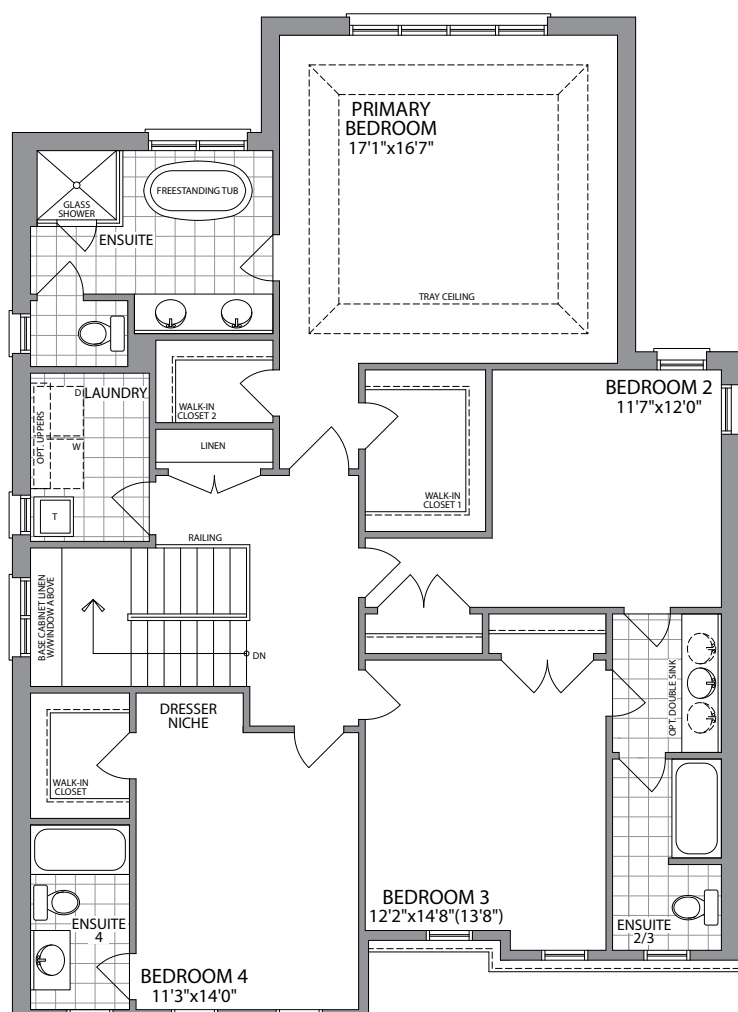 PRIMARY
BEDROOM
17'1"x16'7"
GLASS
SHOWER
FREESTANDING TUB
ENSUITE
TRAY CEILING
BEDROOM 2
11'7"x12'0"
LAUNDRY
D
OPT. UPPERS
W
T
WALK-IN
CLOSET 2
LINEN
WALK-IN
CLOSET 1
RAILING
BASE CABINET LINEN
W/WINDOW ABOVE
DN
OPT. DOUBLE SINK
DRESSER
NICHE
WALK-IN
CLOSET
BEDROOM 3
12'2"x14'8"(13'8")
ENSUITE
2/3
ENSUITE
4
BEDROOM 4
11'3"x14'0"